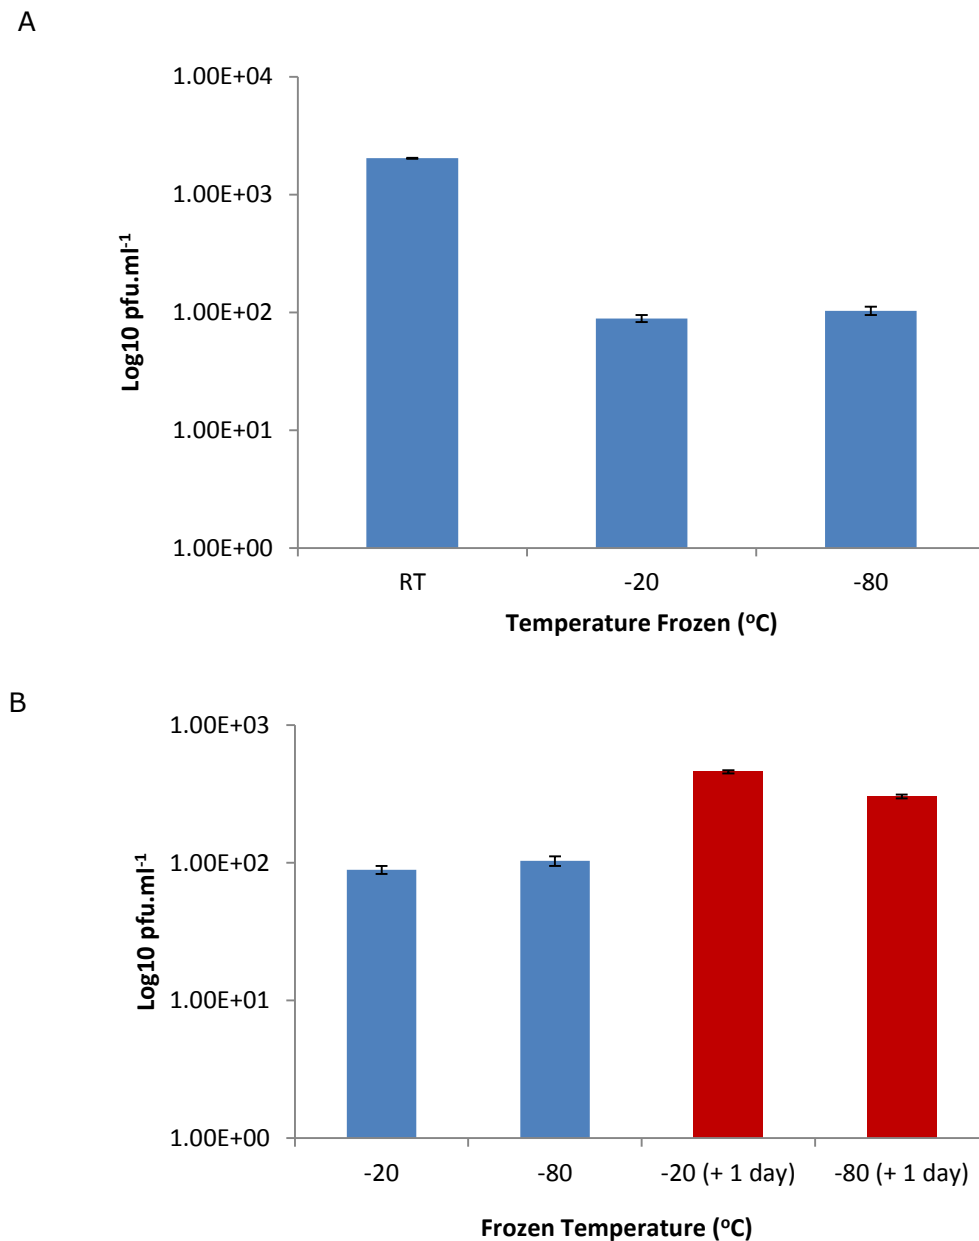 A
1.00E+04
1.00E+03
1.00E+02
1.00E+01
1.00E+00
Log10 pfu.ml-1
RT -20 -80
Temperature Frozen (oC)
B
1.00E+03
1.00E+02
1.00E+01
1.00E+00
Log10 pfu.ml-1
-20 -80 -20 (+ 1 day) -80 (+ 1 day)
Frozen Temperature (oC)